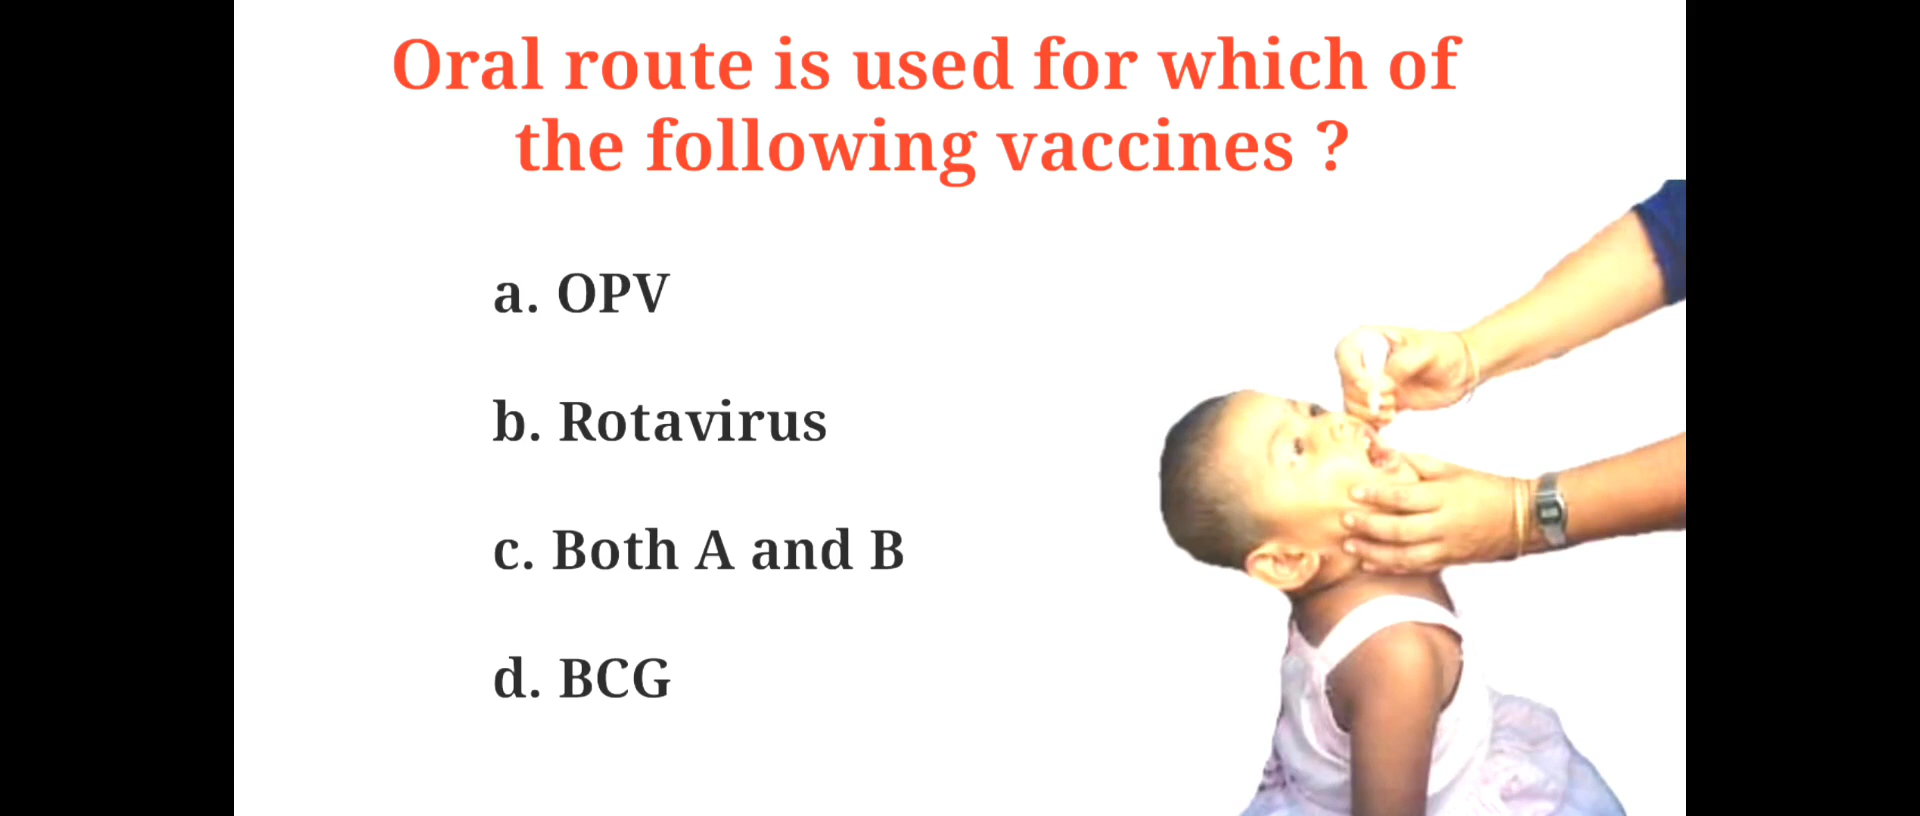 Oral route is used for which of
the following vaccines ?
a. OPV
b. Rotavirus
c. Both A and B
d. BCG